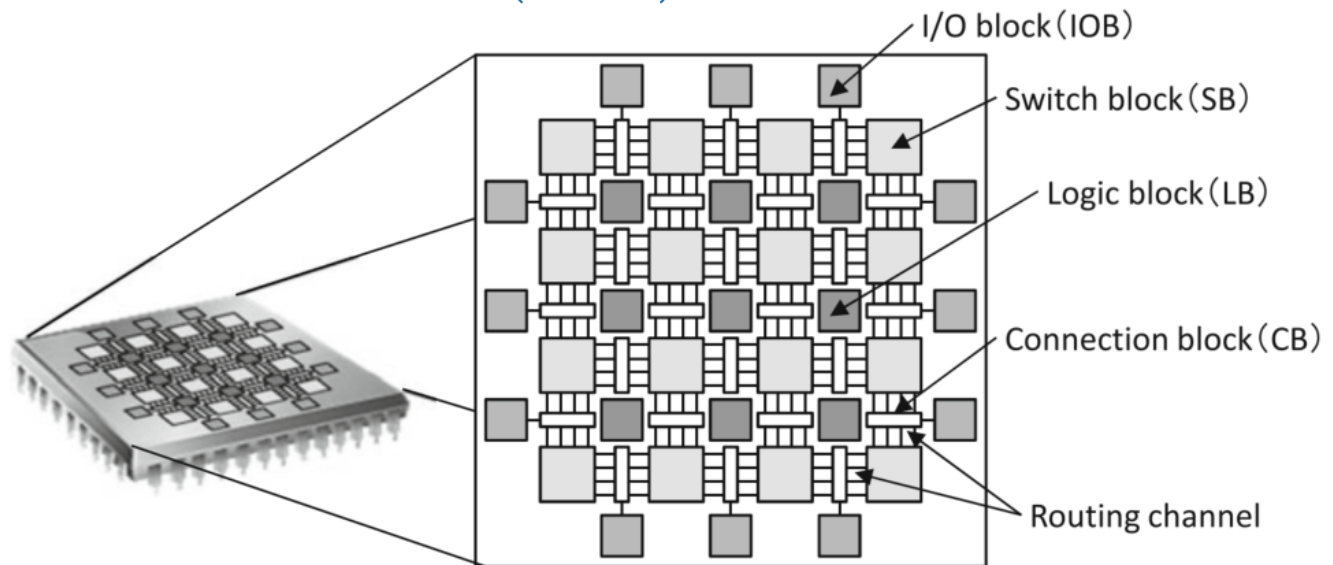 I/O block(IOB)
Switch block(SB)
Logic block(LB)
Connection block(CB)
Routing channel